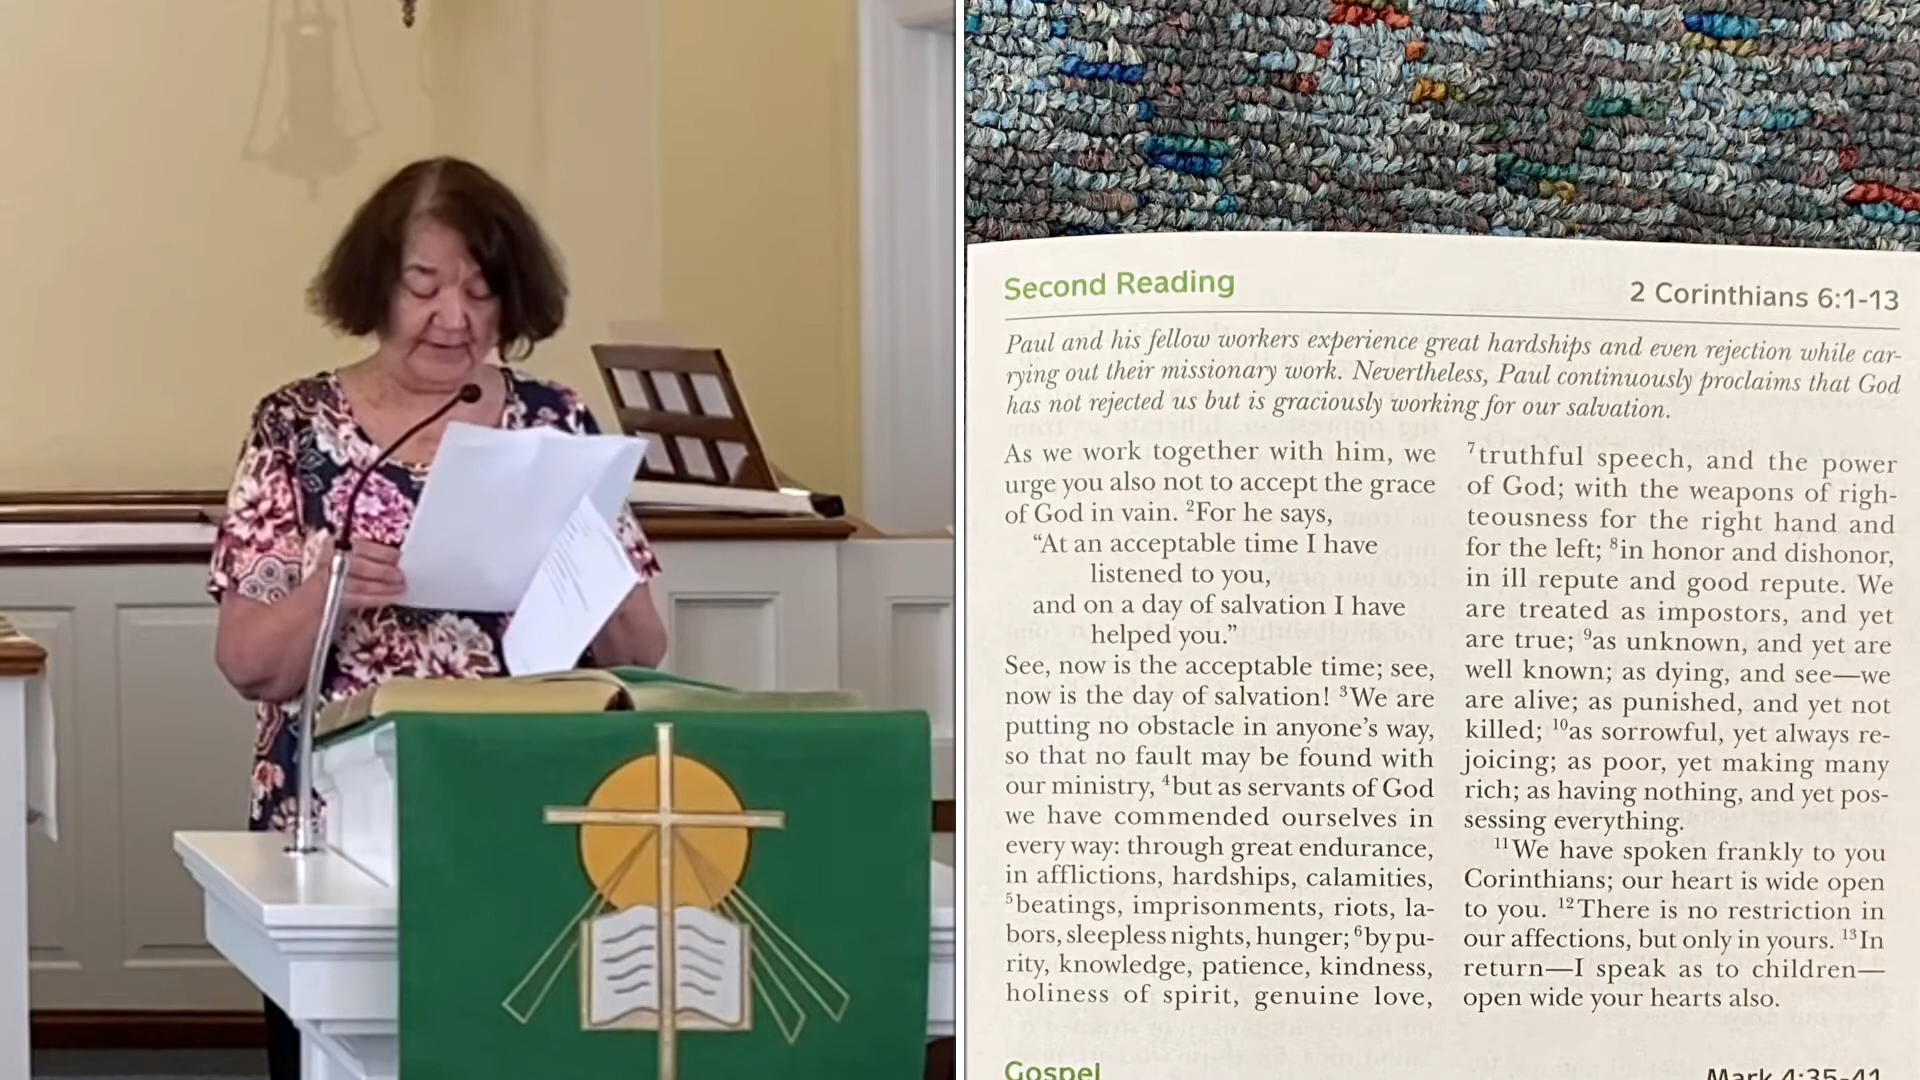 Second Reading
2 Corinthians 6:1-13
Paul and his fellow workers experience great hardships and even rejection while car-
rying out their missionary work. Nevertheless, Paul continuously proclaims that God
has not rejected us but is graciously working for our salvation.
As we work together with him, we
urge you also not to accept the grace
of God in vain. ²For he says,
“At an acceptable time I have
listened to you,
and on a day of salvation I have
helped you.”
See, now is the acceptable time; see,
now is the day of salvation! ³We are
putting no obstacle in anyone’s way,
so that no fault may be found with
our ministry, ⁴but as servants of God
we have commended ourselves in
every way: through great endurance,
in afflictions, hardships, calamities,
⁵beatings, imprisonments, riots, la-
bors, sleepless nights, hunger; ⁶by pu-
rity, knowledge, patience, kindness,
holiness of spirit, genuine love,
⁷truthful speech, and the power
of God; with the weapons of righ-
teousness for the right hand and
for the left; ⁸in honor and dishonor,
in ill repute and good repute. We
are treated as impostors, and yet
are true; ⁹as unknown, and yet are
well known; as dying, and see—we
are alive; as punished, and yet not
killed; ¹⁰as sorrowful, yet always re-
joicing; as poor, yet making many
rich; as having nothing, and yet pos-
sessing everything.
¹¹We have spoken frankly to you
Corinthians; our heart is wide open
to you. ¹²There is no restriction in
our affections, but only in yours. ¹³In
return—I speak as to children—
open wide your hearts also.
Gospel
Mark 4:35-41